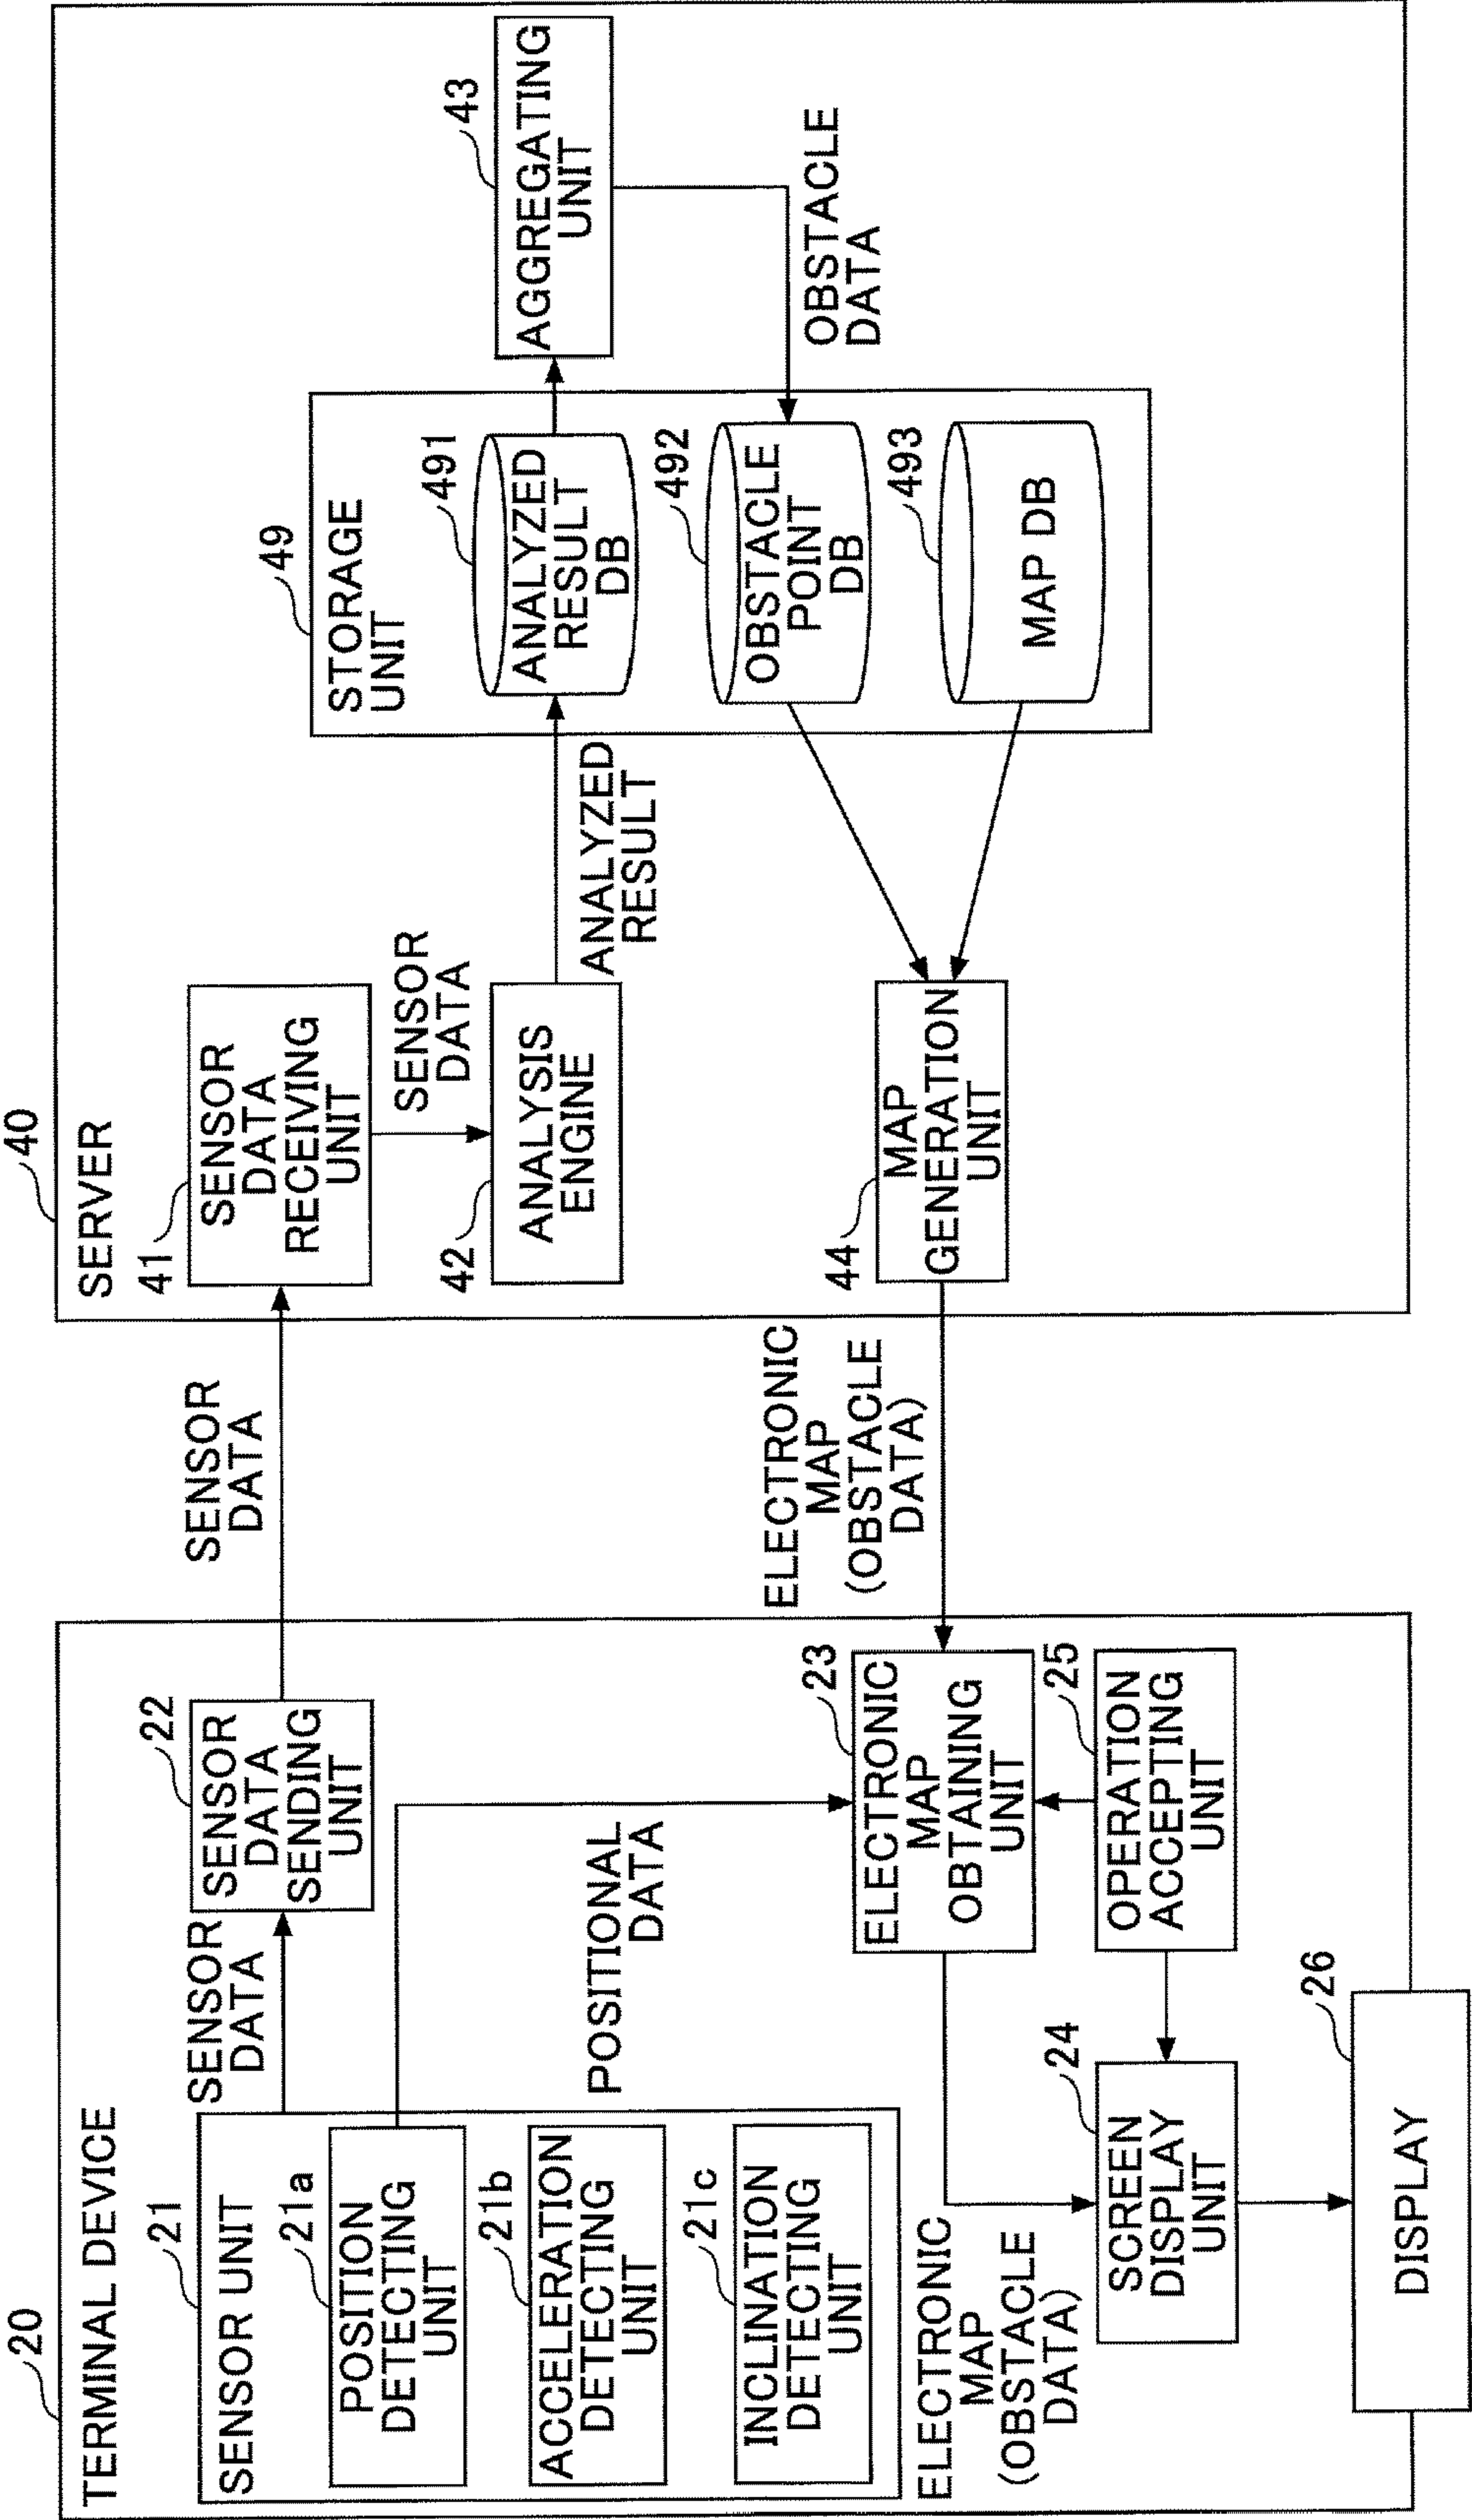 20
TERMINAL DEVICE
21
SENSOR UNIT
21a
POSITION
DETECTING
UNIT
21b
ACCELERATION
DETECTING
UNIT
21c
INCLINATION
DETECTING
UNIT
SENSOR
DATA
22
SENSOR
DATA
SENDING
UNIT
POSITIONAL
DATA
23
ELECTRONIC
MAP
OBTAINING
UNIT
25
OPERATION
ACCEPTING
UNIT
ELECTRONIC
MAP
(OBSTACLE
DATA)
24
SCREEN
DISPLAY
UNIT
26
DISPLAY
SENSOR
DATA
ELECTRONIC
MAP
(OBSTACLE
DATA)
40
SERVER
41
SENSOR
DATA
RECEIVING
UNIT
SENSOR
DATA
42
ANALYSIS
ENGINE
ANALYZED
RESULT
44
MAP
GENERATION
UNIT
49
STORAGE
UNIT
491
ANALYZED
RESULT
DB
492
OBSTACLE
POINT
DB
493
MAP DB
43
AGGREGATING
UNIT
OBSTACLE
DATA